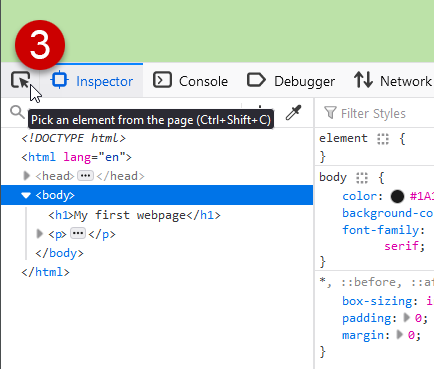 3
Inspector Console Debugger Network
Pick an element from the page (Ctrl+Shift+C)
Filter Styles
<!DOCTYPE html>
<html lang="en">
<head> ••• </head>
<body>
<h1>My first webpage</h1>
<p> ••• </p>
</body>
</html>
element {
}
body {
color: #1A1
background-co
font-family:
serif;
}
*, ::before, ::af
box-sizing: i
padding: 0;
margin: 0;
}